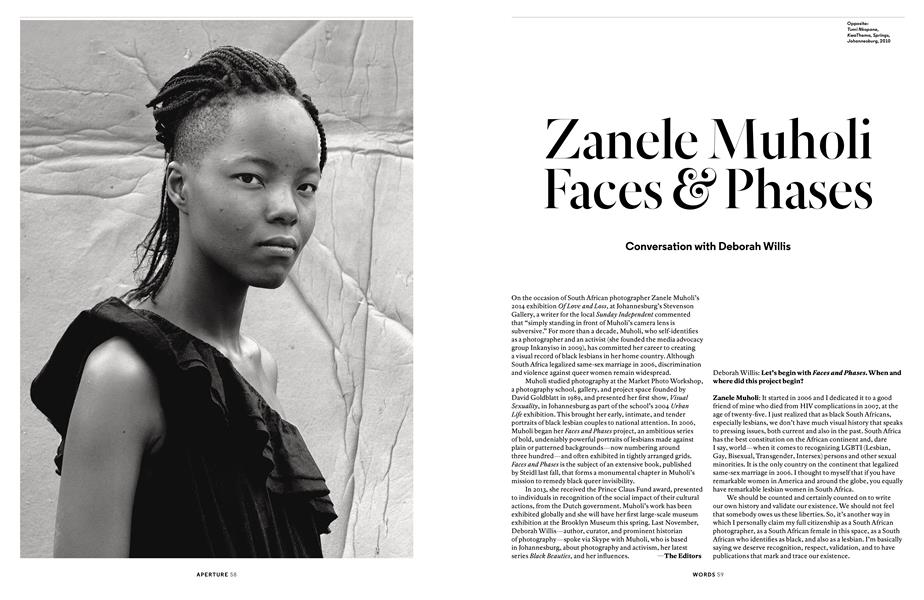 Opposite:
Tumi Nkopane,
KwaThema, Springs,
Johannesburg, 2010
Zanele Muholi
Faces & Phases
Conversation with Deborah Willis
On the occasion of South African photographer Zanele Muholi's
2014 exhibition Of Love and Loss, at Johannesburg's Stevenson
Gallery, a writer for the local Sunday Independent commented
that "simply standing in front of Muholi's camera lens is
subversive." For more than a decade, Muholi, who self-identifies
as a photographer and an activist (she founded the media advocacy
group Inkanyiso in 2009), has committed her career to creating
a visual record of black lesbians in her home country. Although
South Africa legalized same-sex marriage in 2006, discrimination
and violence against queer women remain widespread.
Muholi studied photography at the Market Photo Workshop,
a photography school, gallery, and project space founded by
David Goldblatt in 1989, and presented her first show, Visual
Sexuality, in Johannesburg as part of the school's 2004 Urban
Life exhibition. This brought her early, intimate, and tender
portraits of black lesbian couples to national attention. In 2006,
Muholi began her Faces and Phases project, an ambitious series
of bold, undeniably powerful portraits of lesbians made against
plain or patterned backgrounds—now numbering around
three hundred—and often exhibited in tightly arranged grids.
Faces and Phases is the subject of an extensive book, published
by Steidl last fall, that forms a monumental chapter in Muholi's
mission to remedy black queer invisibility.
In 2013, she received the Prince Claus Fund award, presented
to individuals in recognition of the social impact of their cultural
actions, from the Dutch government. Muholi's work has been
exhibited globally and she will have her first large-scale museum
exhibition at the Brooklyn Museum this spring. Last November,
Deborah Willis—author, curator, and prominent historian
of photography—spoke via Skype with Muholi, who is based
in Johannesburg, about photography and activism, her latest
series Black Beauties, and her influences. —The Editors
Deborah Willis: Let's begin with Faces and Phases. When and
where did this project begin?
Zanele Muholi: It started in 2006 and I dedicated it to a good
friend of mine who died from HIV complications in 2007, at the
age of twenty-five. I just realized that as black South Africans,
especially lesbians, we don't have much visual history that speaks
to pressing issues, both current and also in the past. South Africa
has the best constitution on the African continent and, dare
I say, world—when it comes to recognizing LGBTI (Lesbian,
Gay, Bisexual, Transgender, Intersex) persons and other sexual
minorities. It is the only country on the continent that legalized
same-sex marriage in 2006. I thought to myself that if you have
remarkable women in America and around the globe, you equally
have remarkable lesbian women in South Africa.
We should be counted and certainly counted on to write
our own history and validate our existence. We should not feel
that somebody owes us these liberties. So, it's another way in
which I personally claim my full citizenship as a South African
photographer, as a South African female in this space, as a South
African who identifies as black, and also as a lesbian. I'm basically
saying we deserve recognition, respect, validation, and to have
publications that mark and trace our existence.
APERTURE 58
WORDS 59